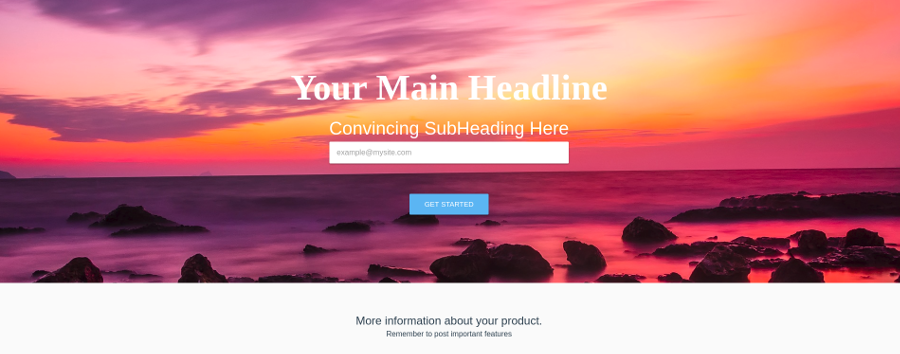 Your Main Headline
Convincing SubHeading Here
example@mysite.com
GET STARTED
More information about your product.
Remember to post important features